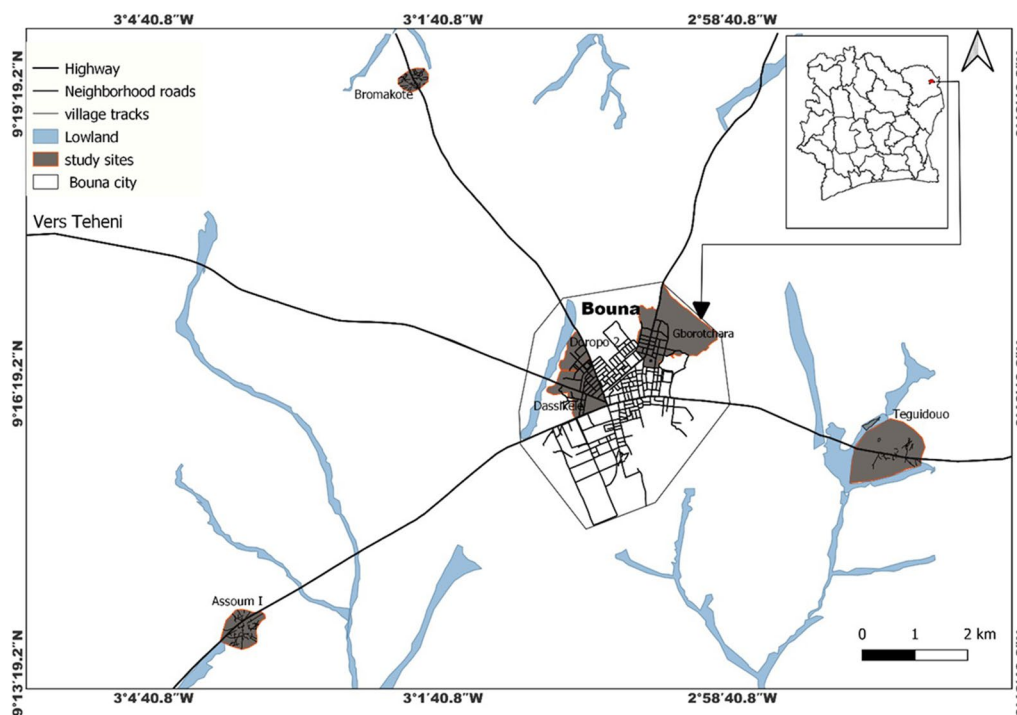 3°4'40.8"W
3°1'40.8"W
2°58'40.8"W
9°19'19.2"N
9°16'19.2"N
9°13'19.2"N
Highway
Neighborhood roads
village tracks
Lowland
study sites
Bouna city
Bromakote
Vers Teheni
Bouna
Gborotchara
Doropo 2
Dassikele
Teguidouo
Assoum I
0 1 2 km
3°4'40.8"W
3°1'40.8"W
2°58'40.8"W